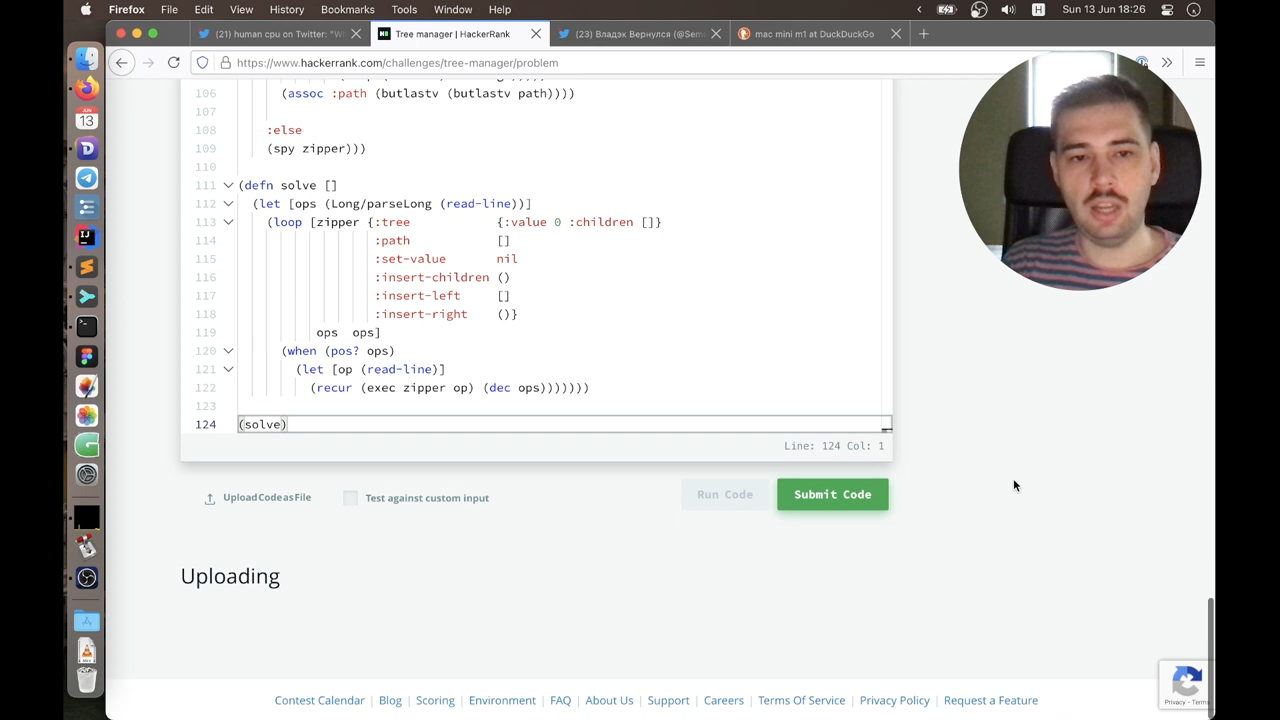 Firefox File Edit View History Bookmarks Tools Window Help H Sun 13 Jun 18:26
(21) human cpu on Twitter: "W
Tree manager | HackerRank
(23) Владэк Вернулся (@Sem
mac mini m1 at DuckDuckGo
https://www.hackerrank.com/challenges/tree-manager/problem
106 (assoc :path (butlastv (butlastv path))))
107
108 :else
109 (spy zipper)))
110
111 (defn solve []
112 (let [ops (Long/parseLong (read-line))]
113 (loop [zipper {:tree {:value 0 :children []}
114 :path []
115 :set-value nil
116 :insert-children ()
117 :insert-left []
118 :insert-right ()}
119 ops ops]
120 (when (pos? ops)
121 (let [op (read-line)]
122 (recur (exec zipper op) (dec ops)))))))
123
124 (solve)
Line: 124 Col: 1
Upload Code as File Test against custom input Run Code Submit Code
Uploading
Contest Calendar | Blog | Scoring | Environment | FAQ | About Us | Support | Careers | Terms Of Service | Privacy Policy | Request a Feature
Privacy - Terms
JUN
13
IJ